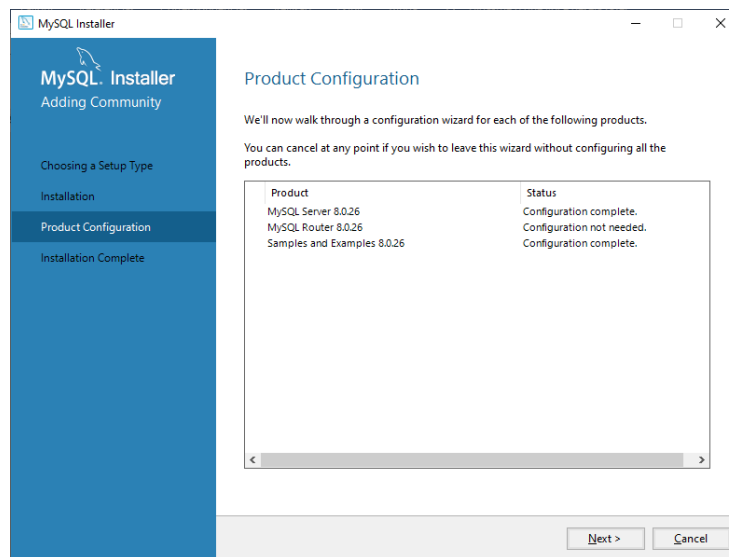 MySQL Installer
MySQL. Installer
Adding Community
Choosing a Setup Type
Installation
Product Configuration
Installation Complete
Product Configuration
We'll now walk through a configuration wizard for each of the following products.
You can cancel at any point if you wish to leave this wizard without configuring all the
products.
Product Status
MySQL Server 8.0.26 Configuration complete.
MySQL Router 8.0.26 Configuration not needed.
Samples and Examples 8.0.26 Configuration complete.
Next > Cancel